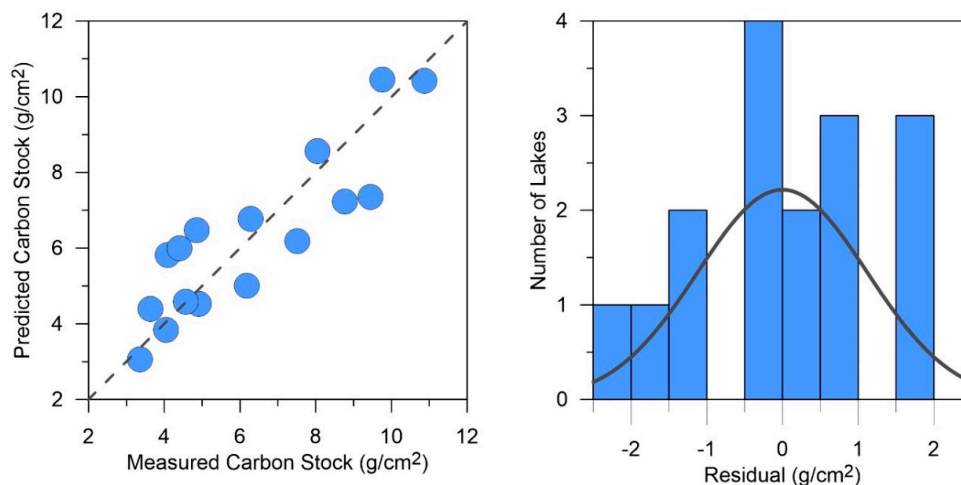 12
10
8
6
4
2
Predicted Carbon Stock (g/cm²)
2 4 6 8 10 12
Measured Carbon Stock (g/cm²)
4
3
2
1
0
Number of Lakes
-2 -1 0 1 2
Residual (g/cm²)